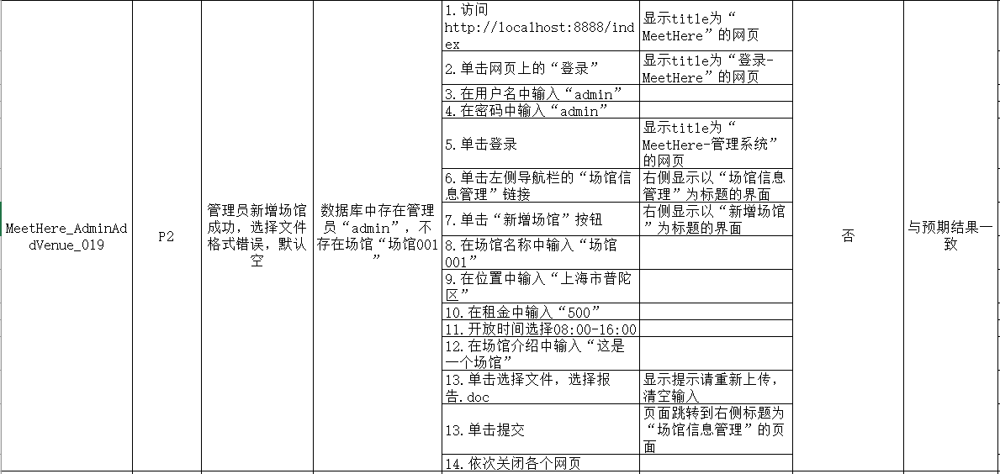 MeetHere_AdminAd
dVenue_019
P2
管理员新增场馆
成功，选择文件
格式错误，默认
空
数据库中存在管理
员“admin”，不
存在场馆“场馆001
”
1.访问
http://localhost:8888/ind
ex
显示title为“
MeetHere”的网页
2.单击网页上的“登录”
显示title为“登录-
MeetHere”的网页
3.在用户名中输入“admin”
4.在密码中输入“admin”
5.单击登录
显示title为“
MeetHere-管理系统”
的网页
6.单击左侧导航栏的“场馆信
息管理”链接
右侧显示以“场馆信息
管理”为标题的界面
7.单击“新增场馆”按钮
右侧显示以“新增场馆
”为标题的界面
8.在场馆名称中输入“场馆
001”
9.在位置中输入“上海市普陀
区”
10.在租金中输入“500”
11.开放时间选择08:00-16:00
12.在场馆介绍中输入“这是
一个场馆”
13.单击选择文件，选择报
告.doc
显示提示请重新上传，
清空输入
13.单击提交
页面跳转到右侧标题为
“场馆信息管理”的页
面
14.依次关闭各个网页
否
与预期结果一
致